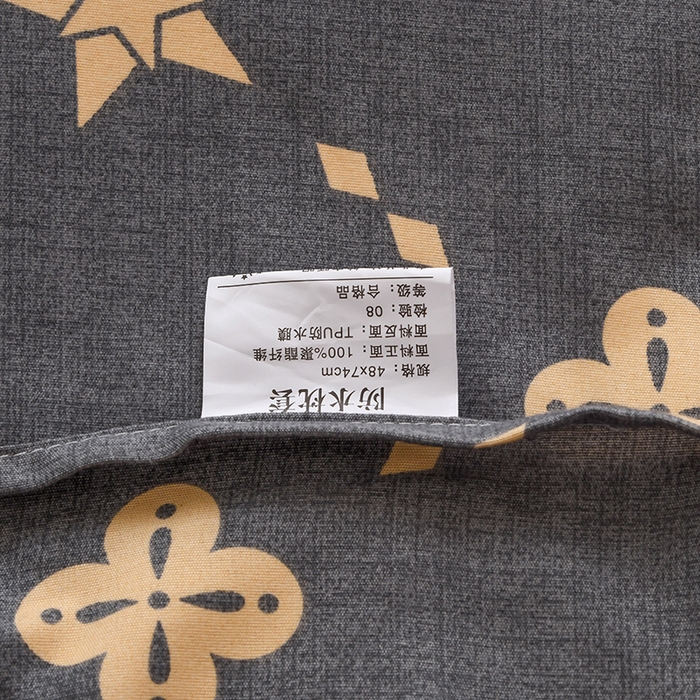 防水枕套
规格：48x74cm
面料正面：100%聚酯纤维
面料反面：TPU防水膜
检验：08
等级：合格品